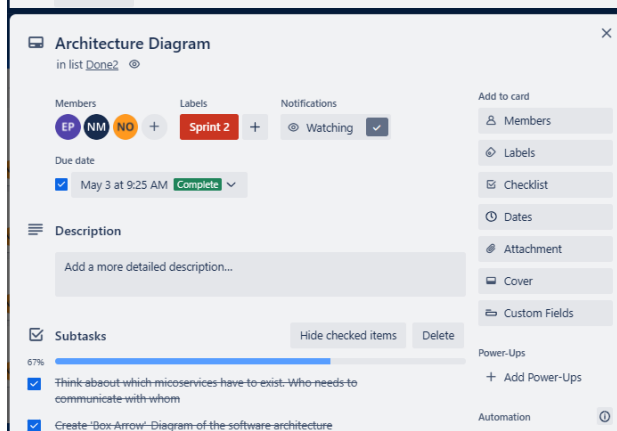 Architecture Diagram
in list Done2
Members
Labels
Notifications
EP NM NO +
Sprint 2 +
Watching
Due date
May 3 at 9:25 AM Complete
Description
Add a more detailed description...
Subtasks
Hide checked items
Delete
67%
Think abaout which micoservices have to exist. Who needs to
communicate with whom
Create 'Box Arrow' Diagram of the software architecture
Add to card
Members
Labels
Checklist
Dates
Attachment
Cover
Custom Fields
Power-Ups
+ Add Power-Ups
Automation